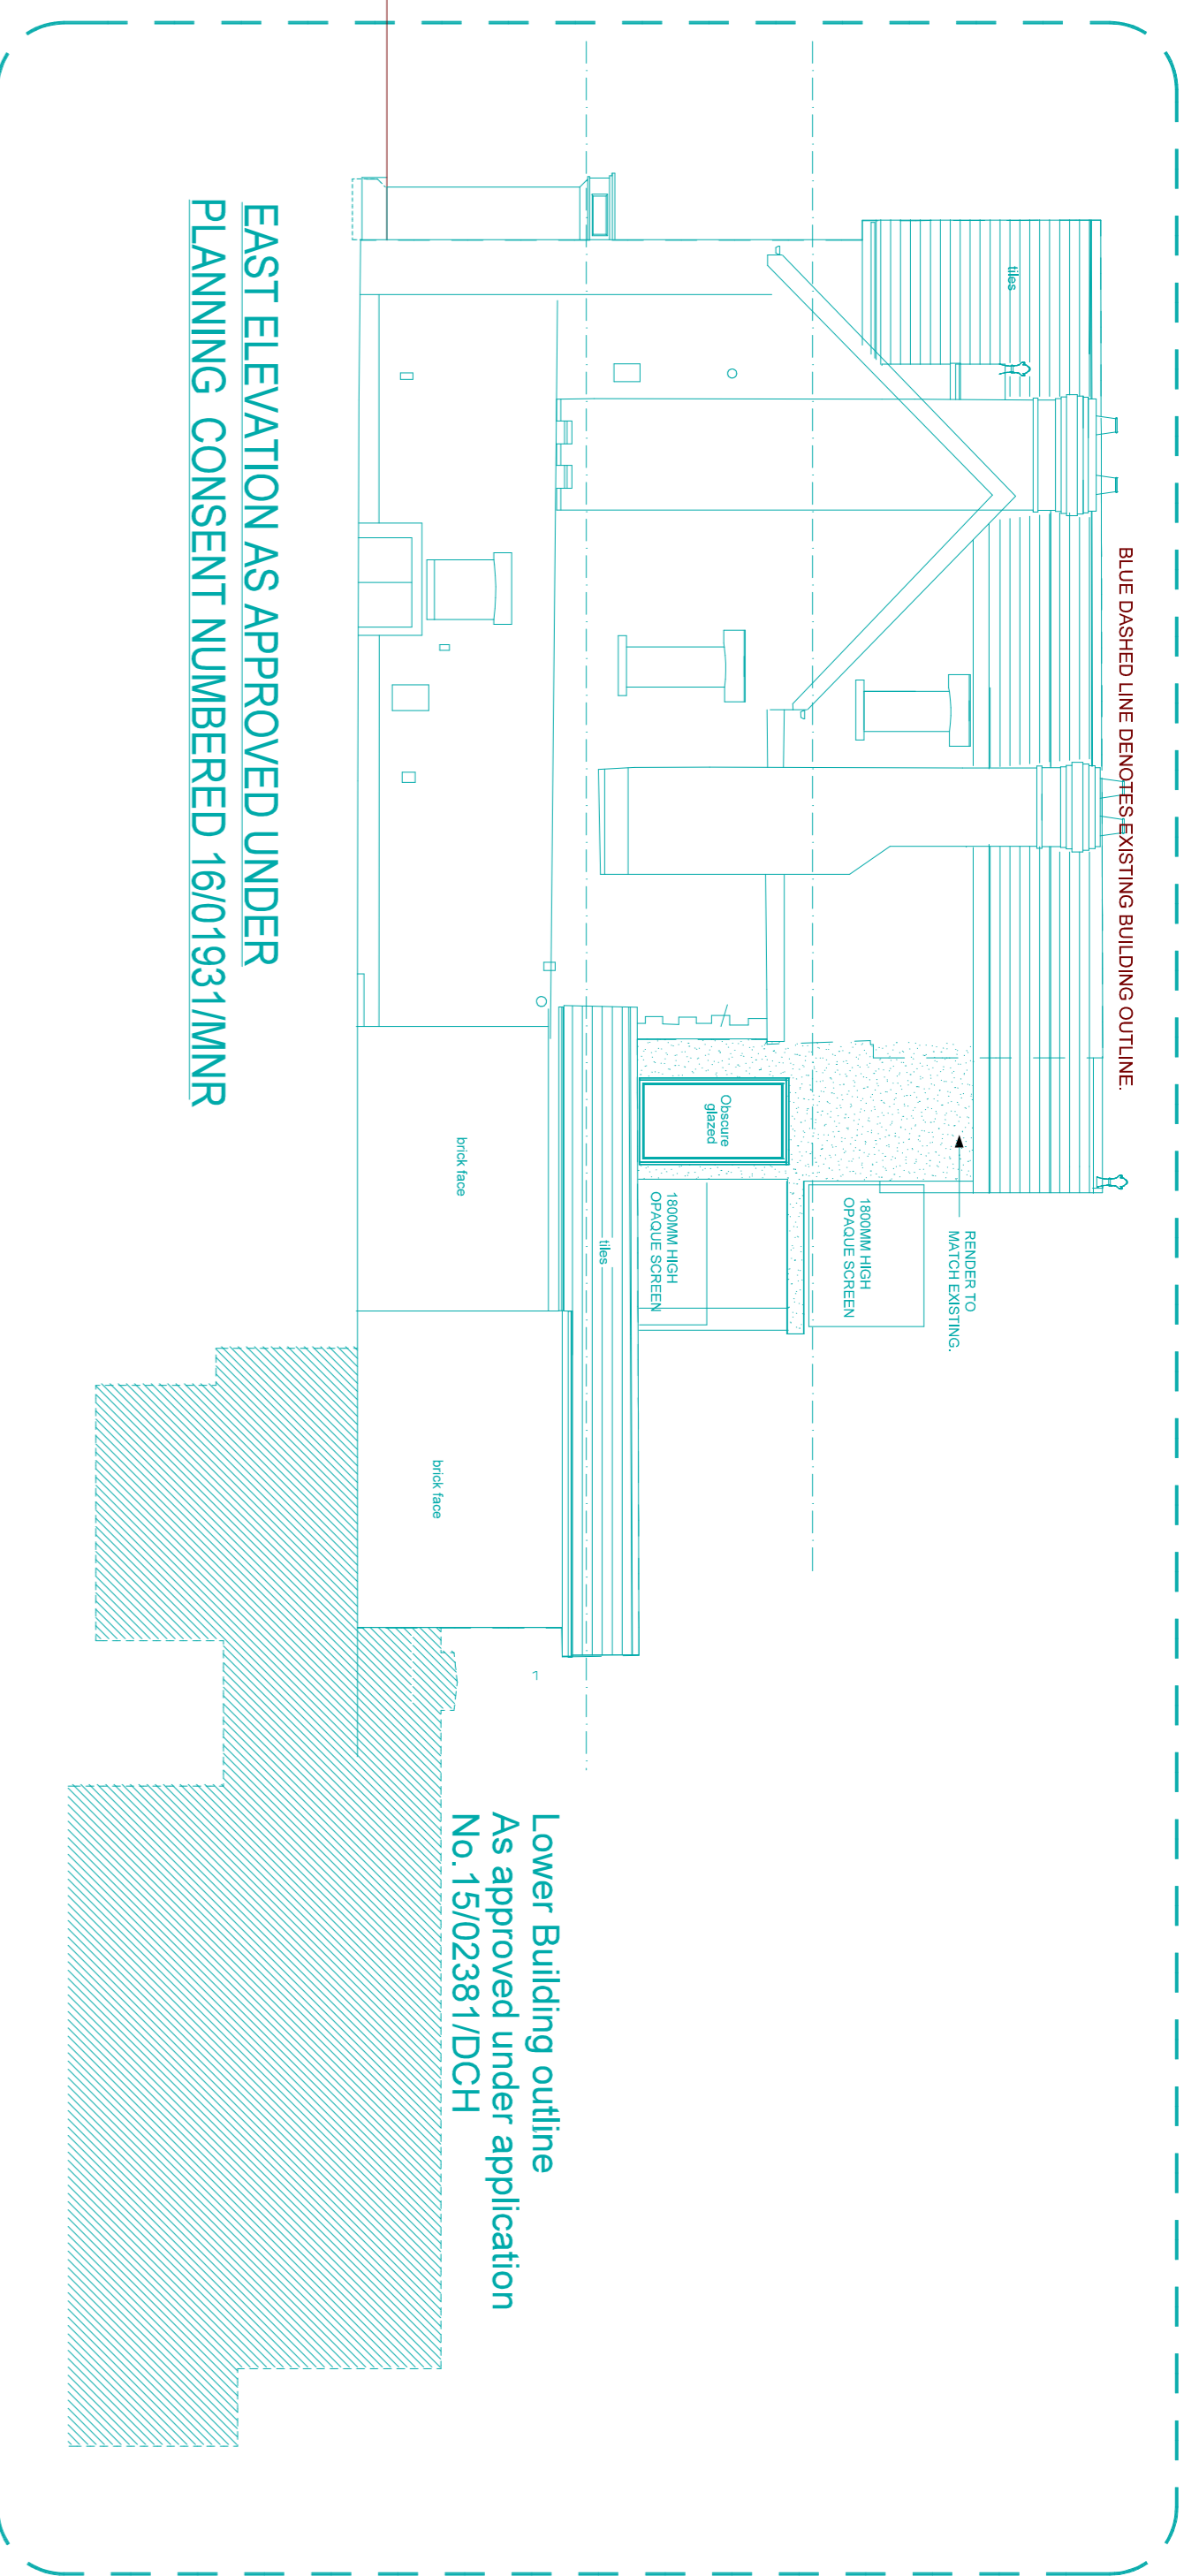 BLUE DASHED LINE DENOTES EXISTING BUILDING OUTLINE.
tiles
RENDER TO
MATCH EXISTING.
1800MM HIGH
OPAQUE SCREEN
Obscure
glazed
1800MM HIGH
OPAQUE SCREEN
tiles
brick face
brick face
Lower Building outline
As approved under application
No.15/02381/DCH
EAST ELEVATION AS APPROVED UNDER
PLANNING CONSENT NUMBERED 16/01931/MNR